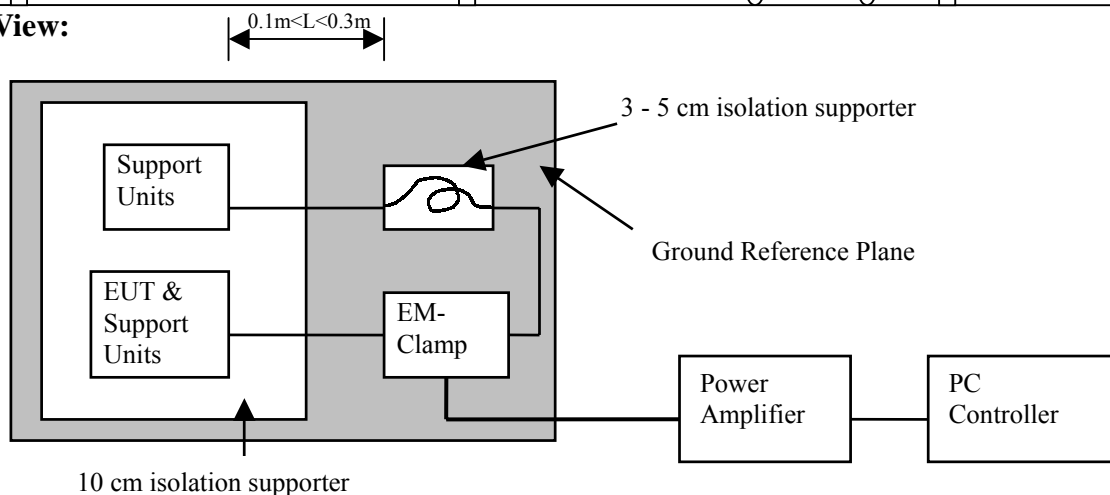 View:
0.1m<L<0.3m
3 - 5 cm isolation supporter
Support
Units
Ground Reference Plane
EUT &
Support
Units
EM-
Clamp
Power
Amplifier
PC
Controller
10 cm isolation supporter